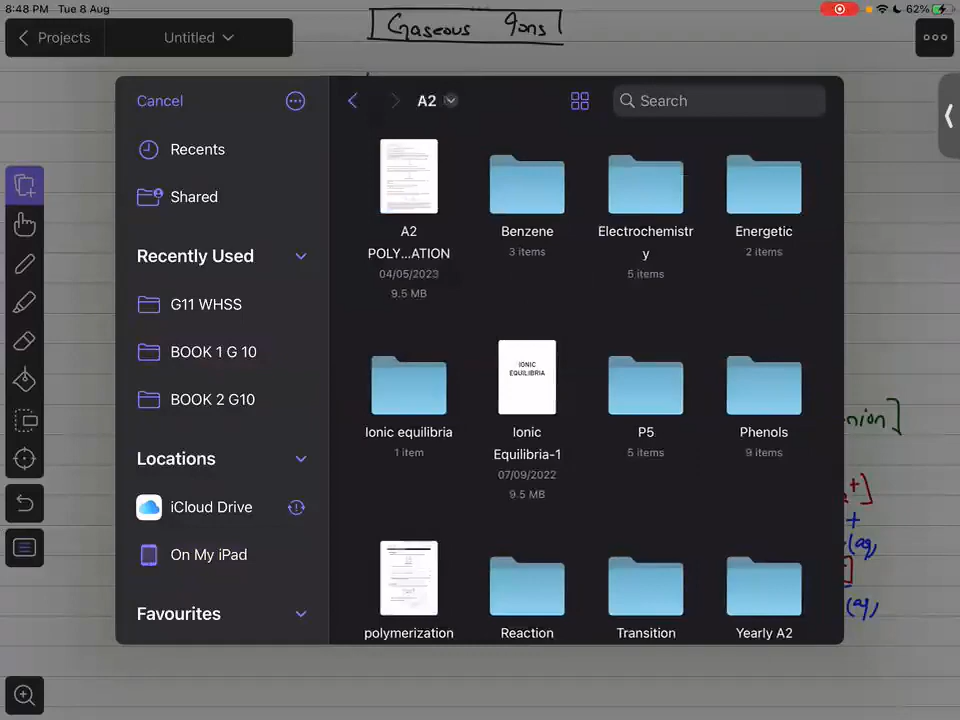 8:48 PM Tue 8 Aug
62%
Gaseous Ions
Projects
Untitled
Cancel
A2
Search
Recents
Shared
Recently Used
G11 WHSS
BOOK 1 G 10
BOOK 2 G10
Locations
iCloud Drive
On My iPad
Favourites
A2
POLY...ATION
04/05/2023
9.5 MB
Benzene
3 items
Electrochemistr
y
5 items
Energetic
2 items
Ionic equilibria
1 item
IONIC
EQUILIBRIA
Ionic
Equilibria-1
07/09/2022
9.5 MB
P5
5 items
Phenols
9 items
polymerization
Reaction
Transition
Yearly A2
nion]
+]
+
(aq)
]
(aq)